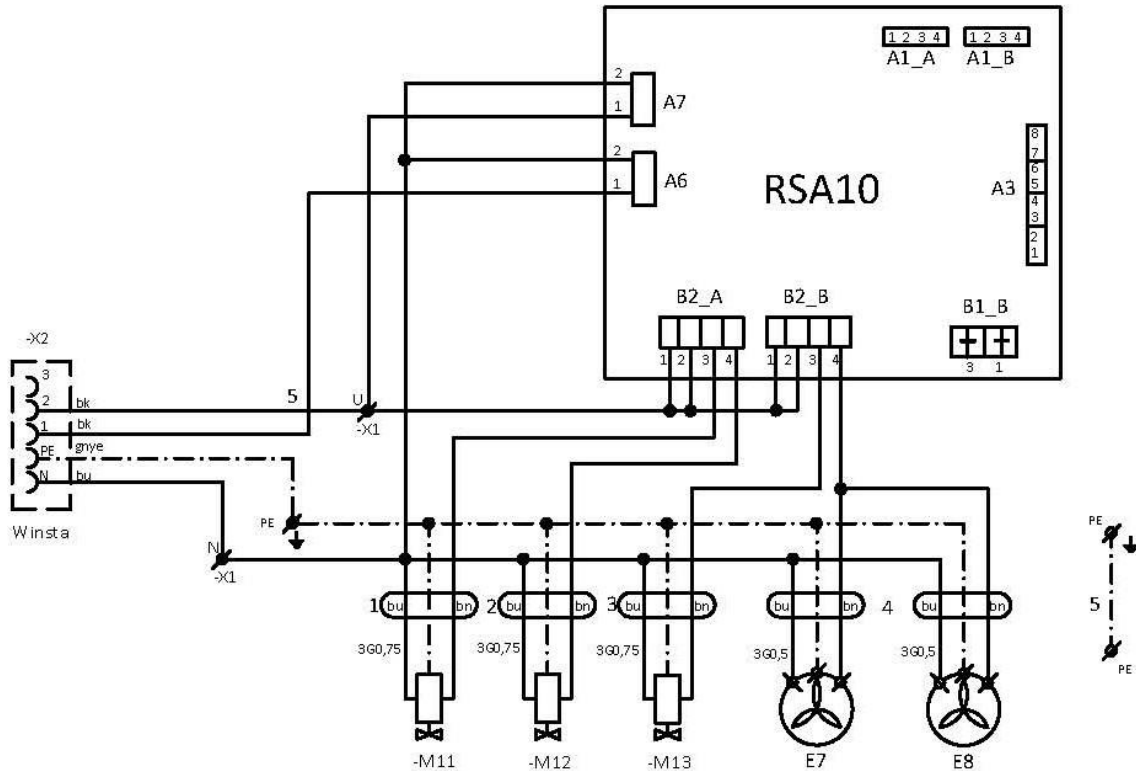 1 2 3 4 1 2 3 4
A1_A A1_B
2
A7
1
2
A6
1
RSA10
8
7
6
5
A3
4
3
2
1
B2_A B2_B
B1_B
1 2 3 4 1 2 3 4
3 1
-X2
3
2 bk 5 U
-X1
1 bk
PE gnye
N bu
Winsta
PE
N
-X1
PE
1 bu bn 2 bu bn 3 bu bn bu bn 4 bu bn
5
3G0,75 3G0,75 3G0,75 3G0,5 3G0,5
PE
-M11 -M12 -M13 E7 E8